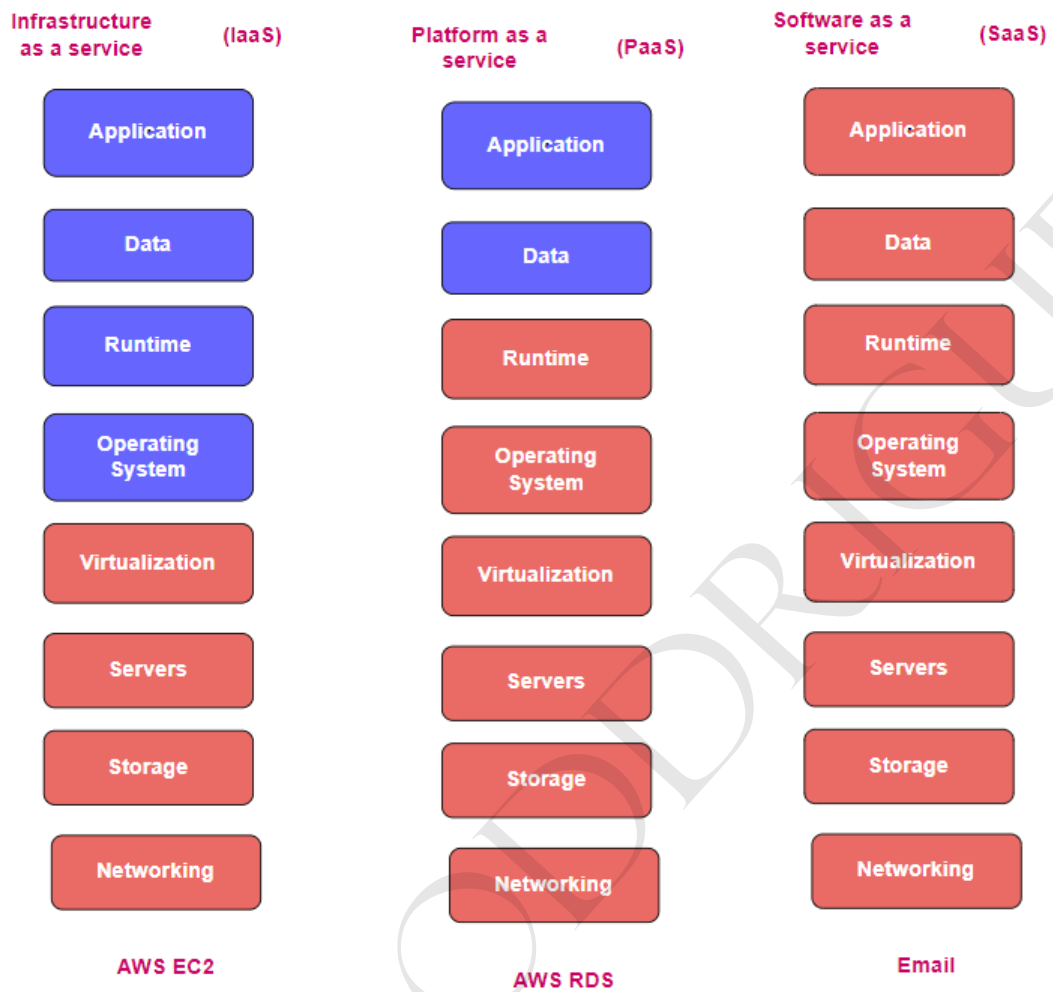 Infrastructure
as a service
(IaaS)
Application
Data
Runtime
Operating
System
Virtualization
Servers
Storage
Networking
AWS EC2
Platform as a
service
(PaaS)
Application
Data
Runtime
Operating
System
Virtualization
Servers
Storage
Networking
AWS RDS
Software as a
service
(SaaS)
Application
Data
Runtime
Operating
System
Virtualization
Servers
Storage
Networking
Email